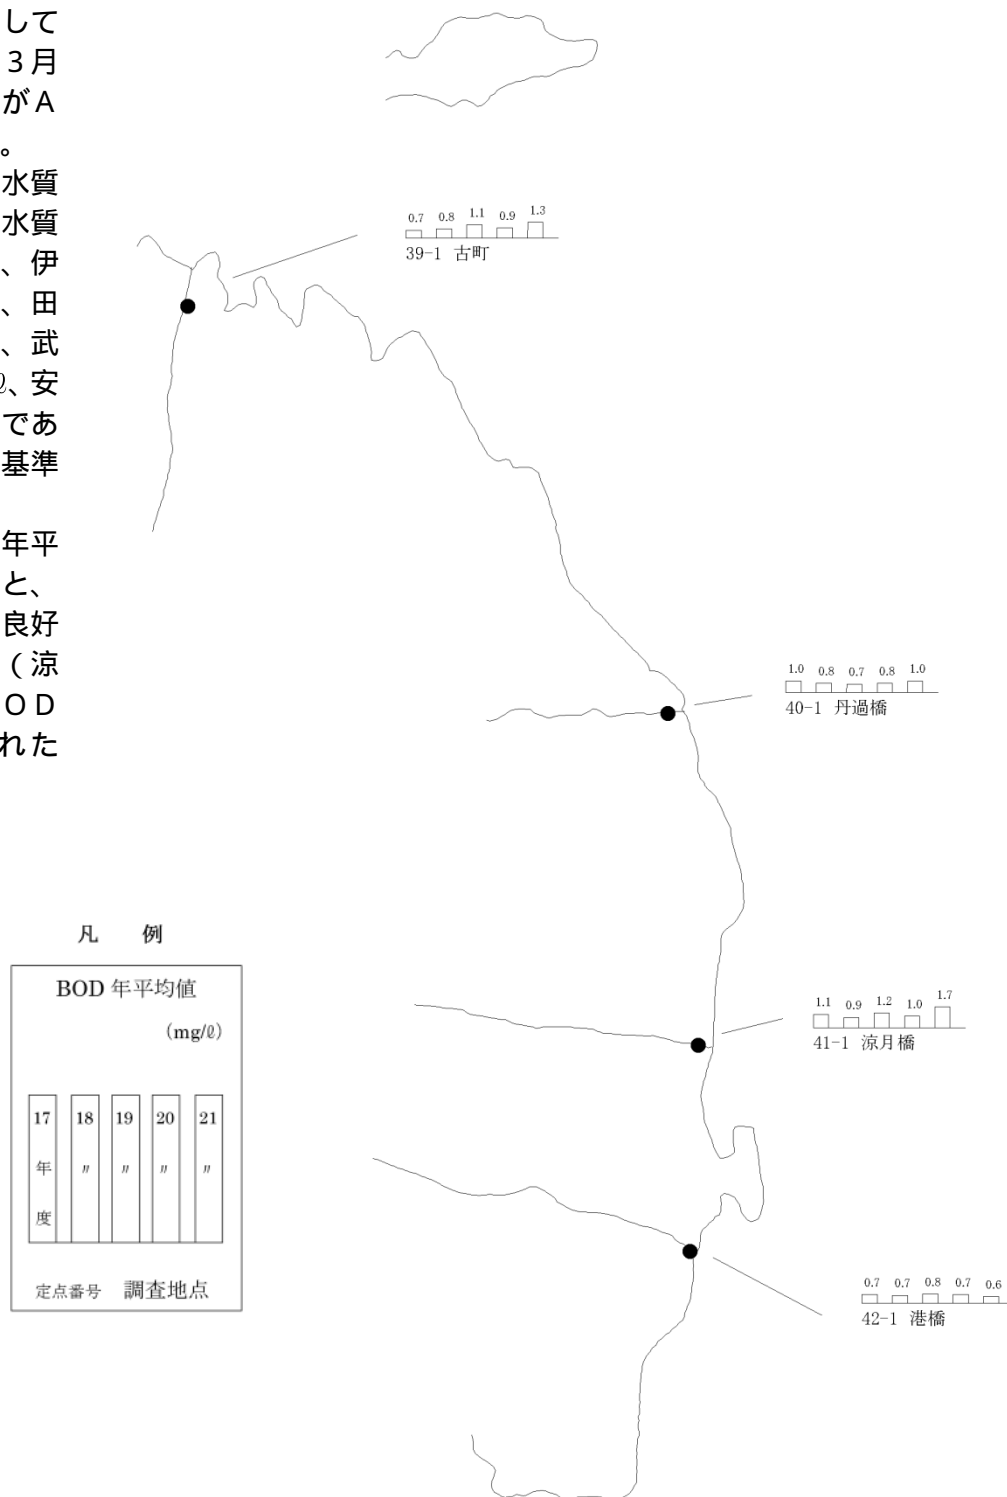 して
３月
がＡ
。
水質
水質
、伊
、田
、武
ℓ、安
であ
基準
年平
と、
良好
（涼
ＯＤ
れた
0.7 0.8 1.1 0.9 1.3
39-1 古町
1.0 0.8 0.7 0.8 1.0
40-1 丹過橋
1.1 0.9 1.2 1.0 1.7
41-1 涼月橋
0.7 0.7 0.8 0.7 0.6
42-1 港橋
凡 例
BOD 年平均値
(mg/ℓ)
17 18 19 20 21
年 〃 〃 〃 〃
度
定点番号 調査地点